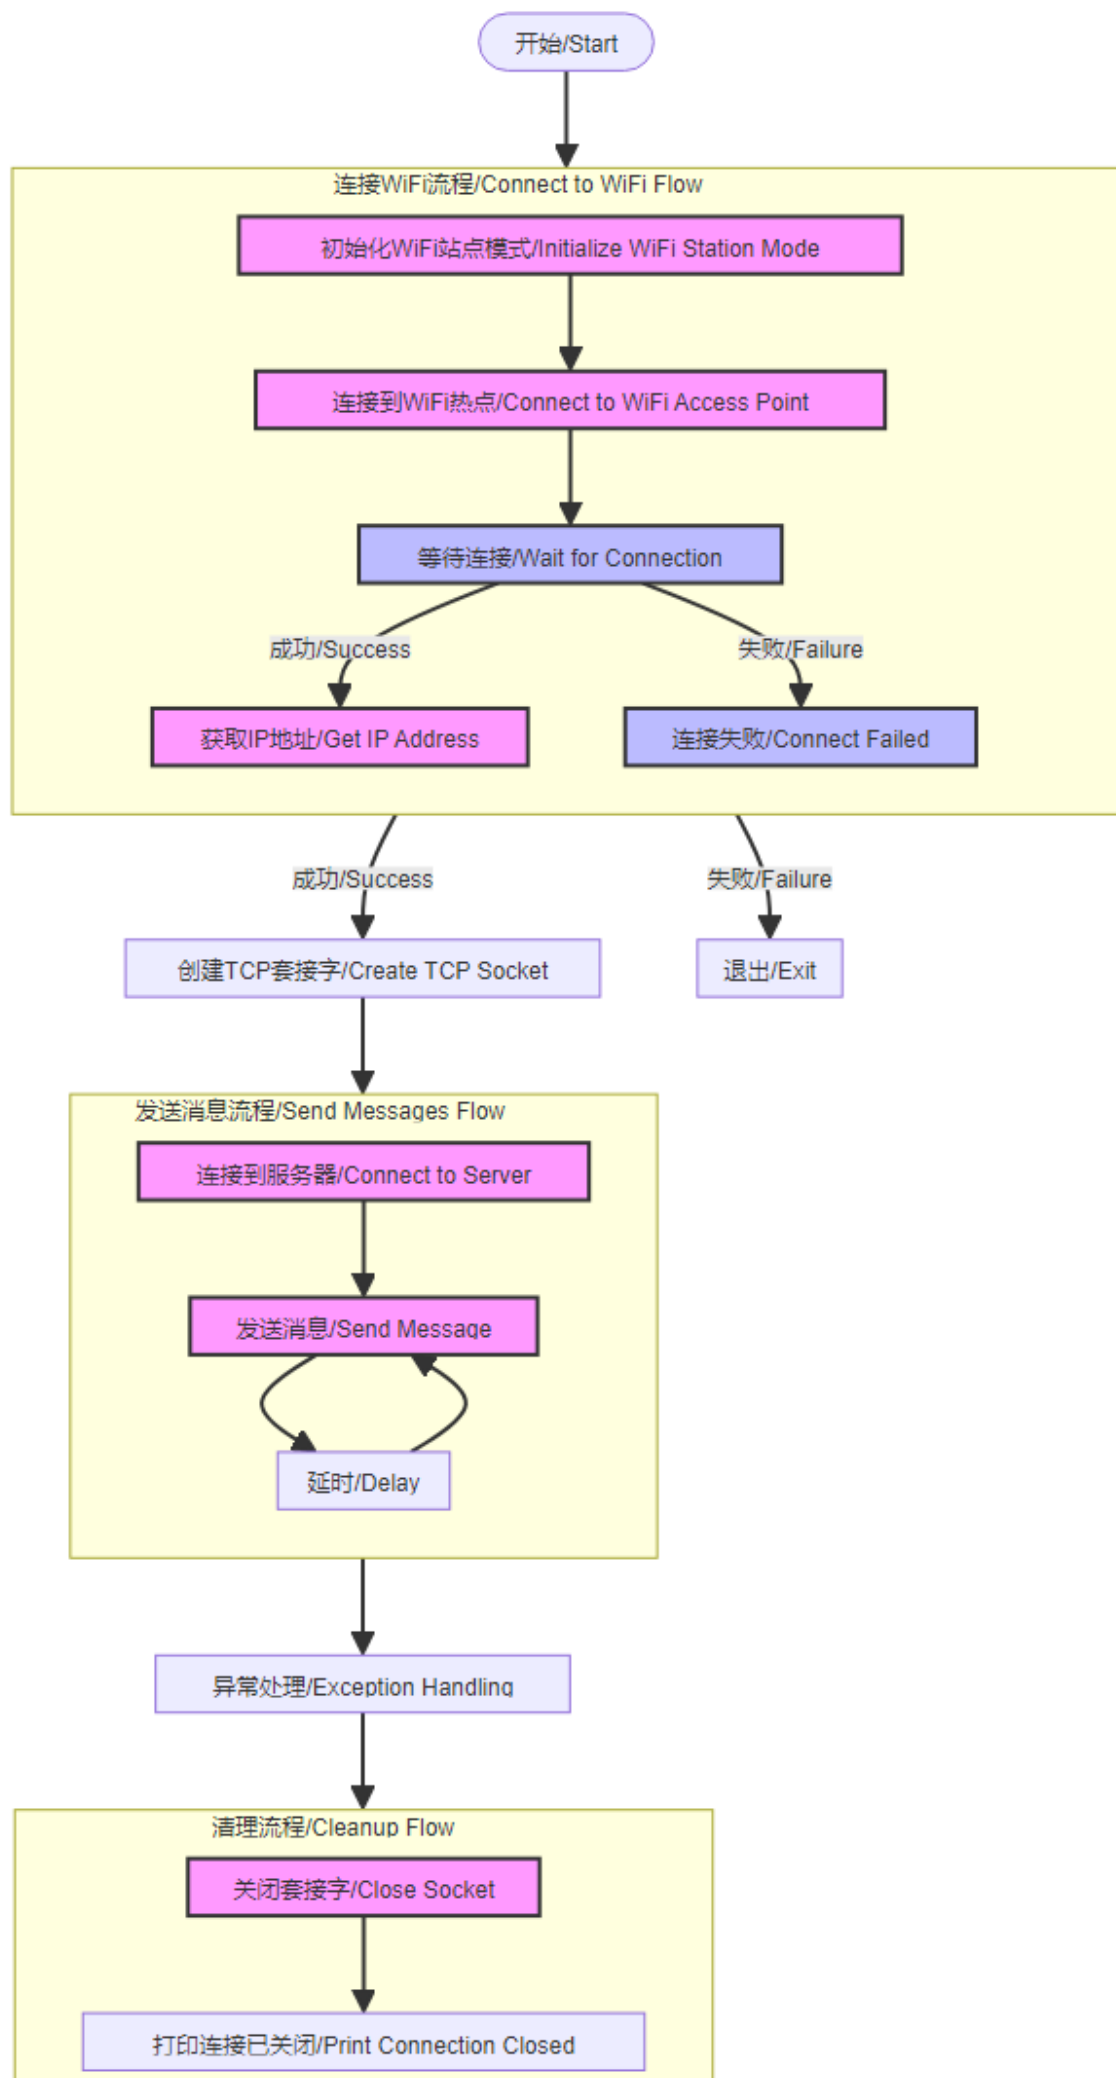 开始/Start
连接WiFi流程/Connect to WiFi Flow
初始化WiFi站点模式/Initialize WiFi Station Mode
连接到WiFi热点/Connect to WiFi Access Point
等待连接/Wait for Connection
成功/Success
失败/Failure
获取IP地址/Get IP Address
连接失败/Connect Failed
成功/Success
失败/Failure
创建TCP套接字/Create TCP Socket
退出/Exit
发送消息流程/Send Messages Flow
连接到服务器/Connect to Server
发送消息/Send Message
延时/Delay
异常处理/Exception Handling
清理流程/Cleanup Flow
关闭套接字/Close Socket
打印连接已关闭/Print Connection Closed